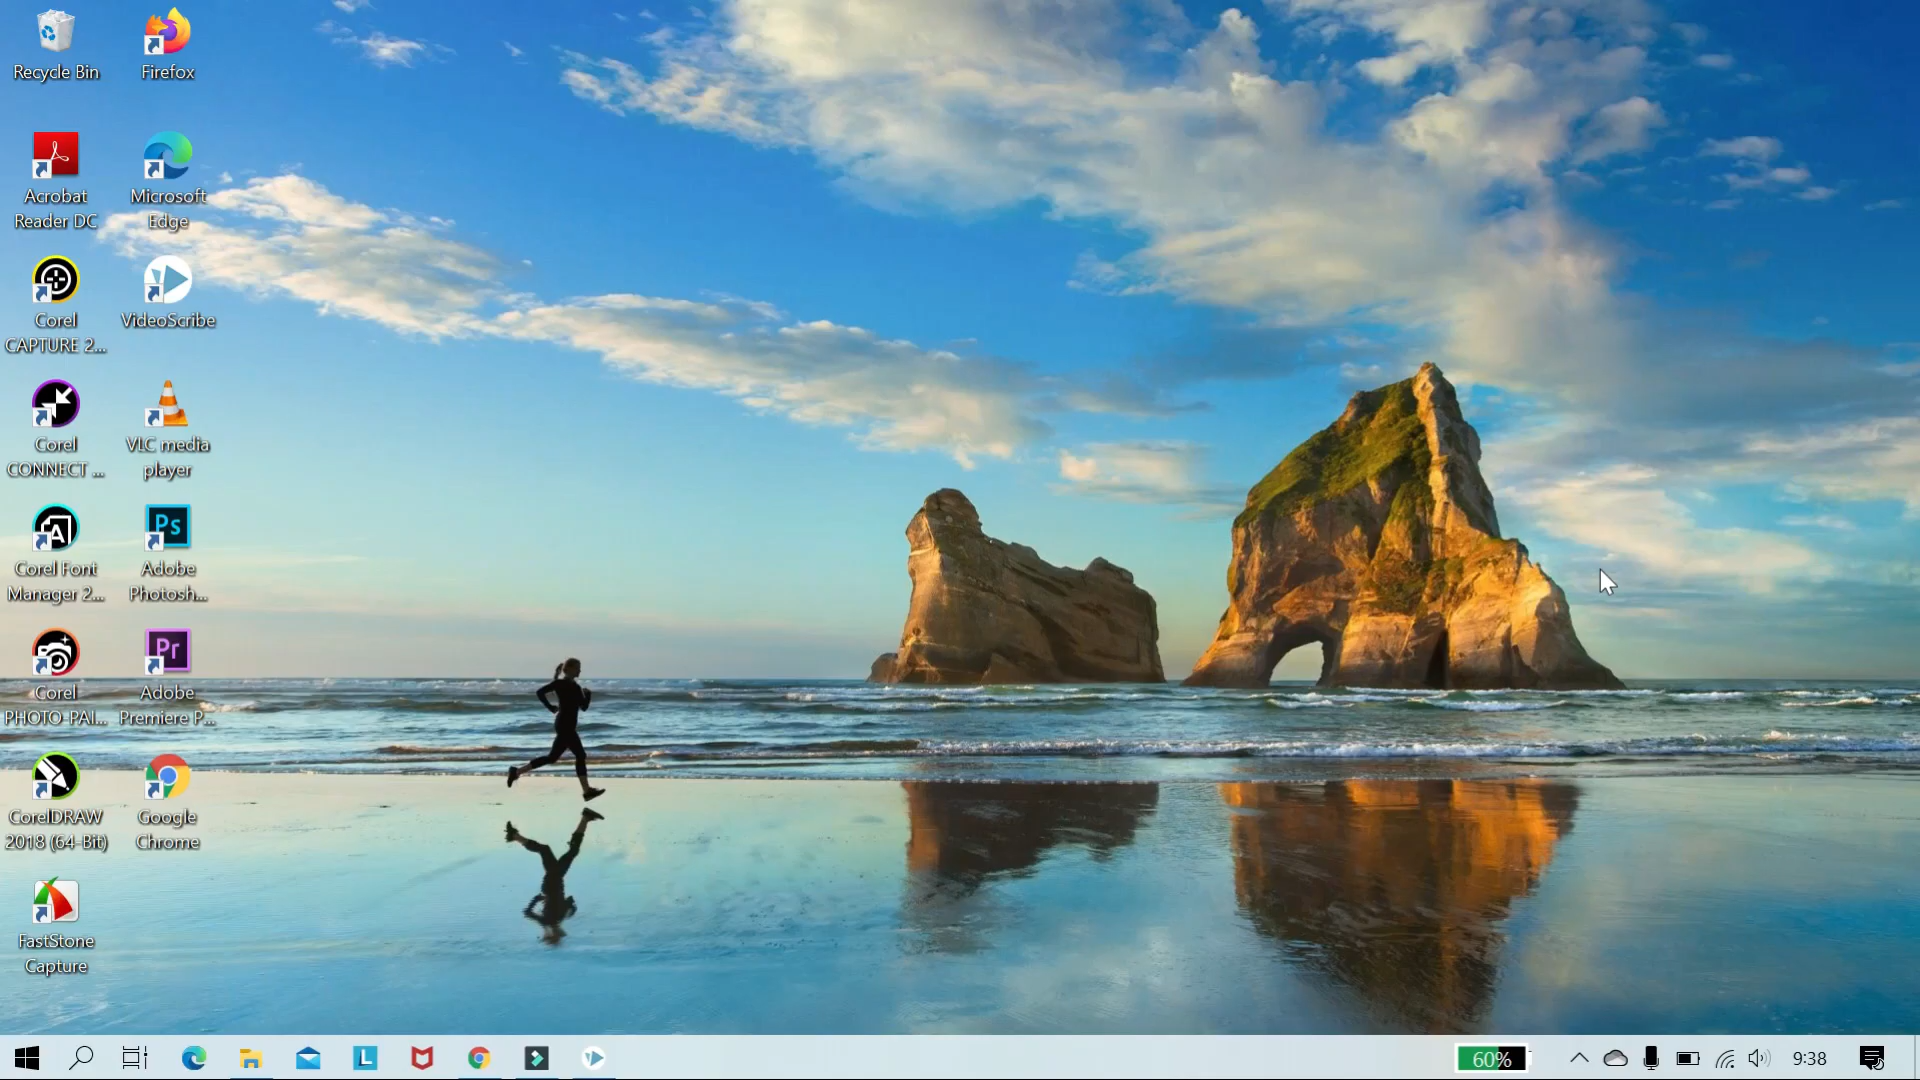 Recycle Bin
Firefox
Acrobat
Reader DC
Microsoft
Edge
Corel
CAPTURE 2...
VideoScribe
Corel
CONNECT ...
VLC media
player
Corel Font
Manager 2...
Ps
Adobe
Photosh...
Corel
PHOTO-PAI...
Pr
Adobe
Premiere P...
CorelDRAW
2018 (64-Bit)
Google
Chrome
FastStone
Capture
L
60%
9:38